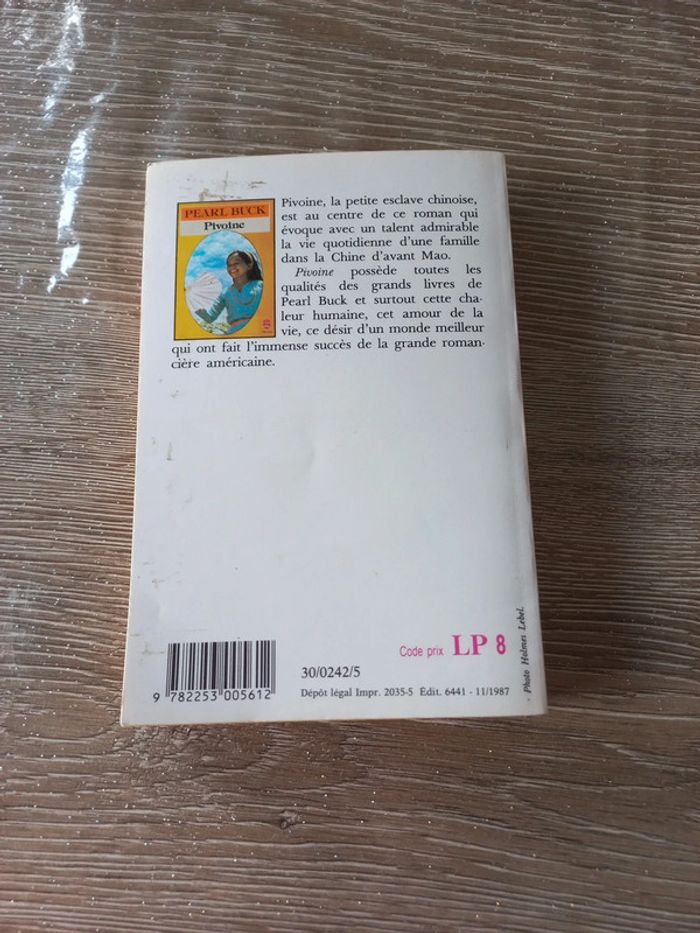 PEARL BUCK
Pivoine
Pivoine, la petite esclave chinoise,
est au centre de ce roman qui
évoque avec un talent admirable
la vie quotidienne d'une famille
dans la Chine d'avant Mao.
Pivoine possède toutes les
qualités des grands livres de
Pearl Buck et surtout cette cha-
leur humaine, cet amour de la
vie, ce désir d'un monde meilleur
qui ont fait l'immense succès de la grande roman-
cière américaine.
Code prix LP 8
30/0242/5
9 782253 005612
Dépôt légal Impr. 2035-5 Édit. 6441 - 11/1987
Photo Holmes Lebel.